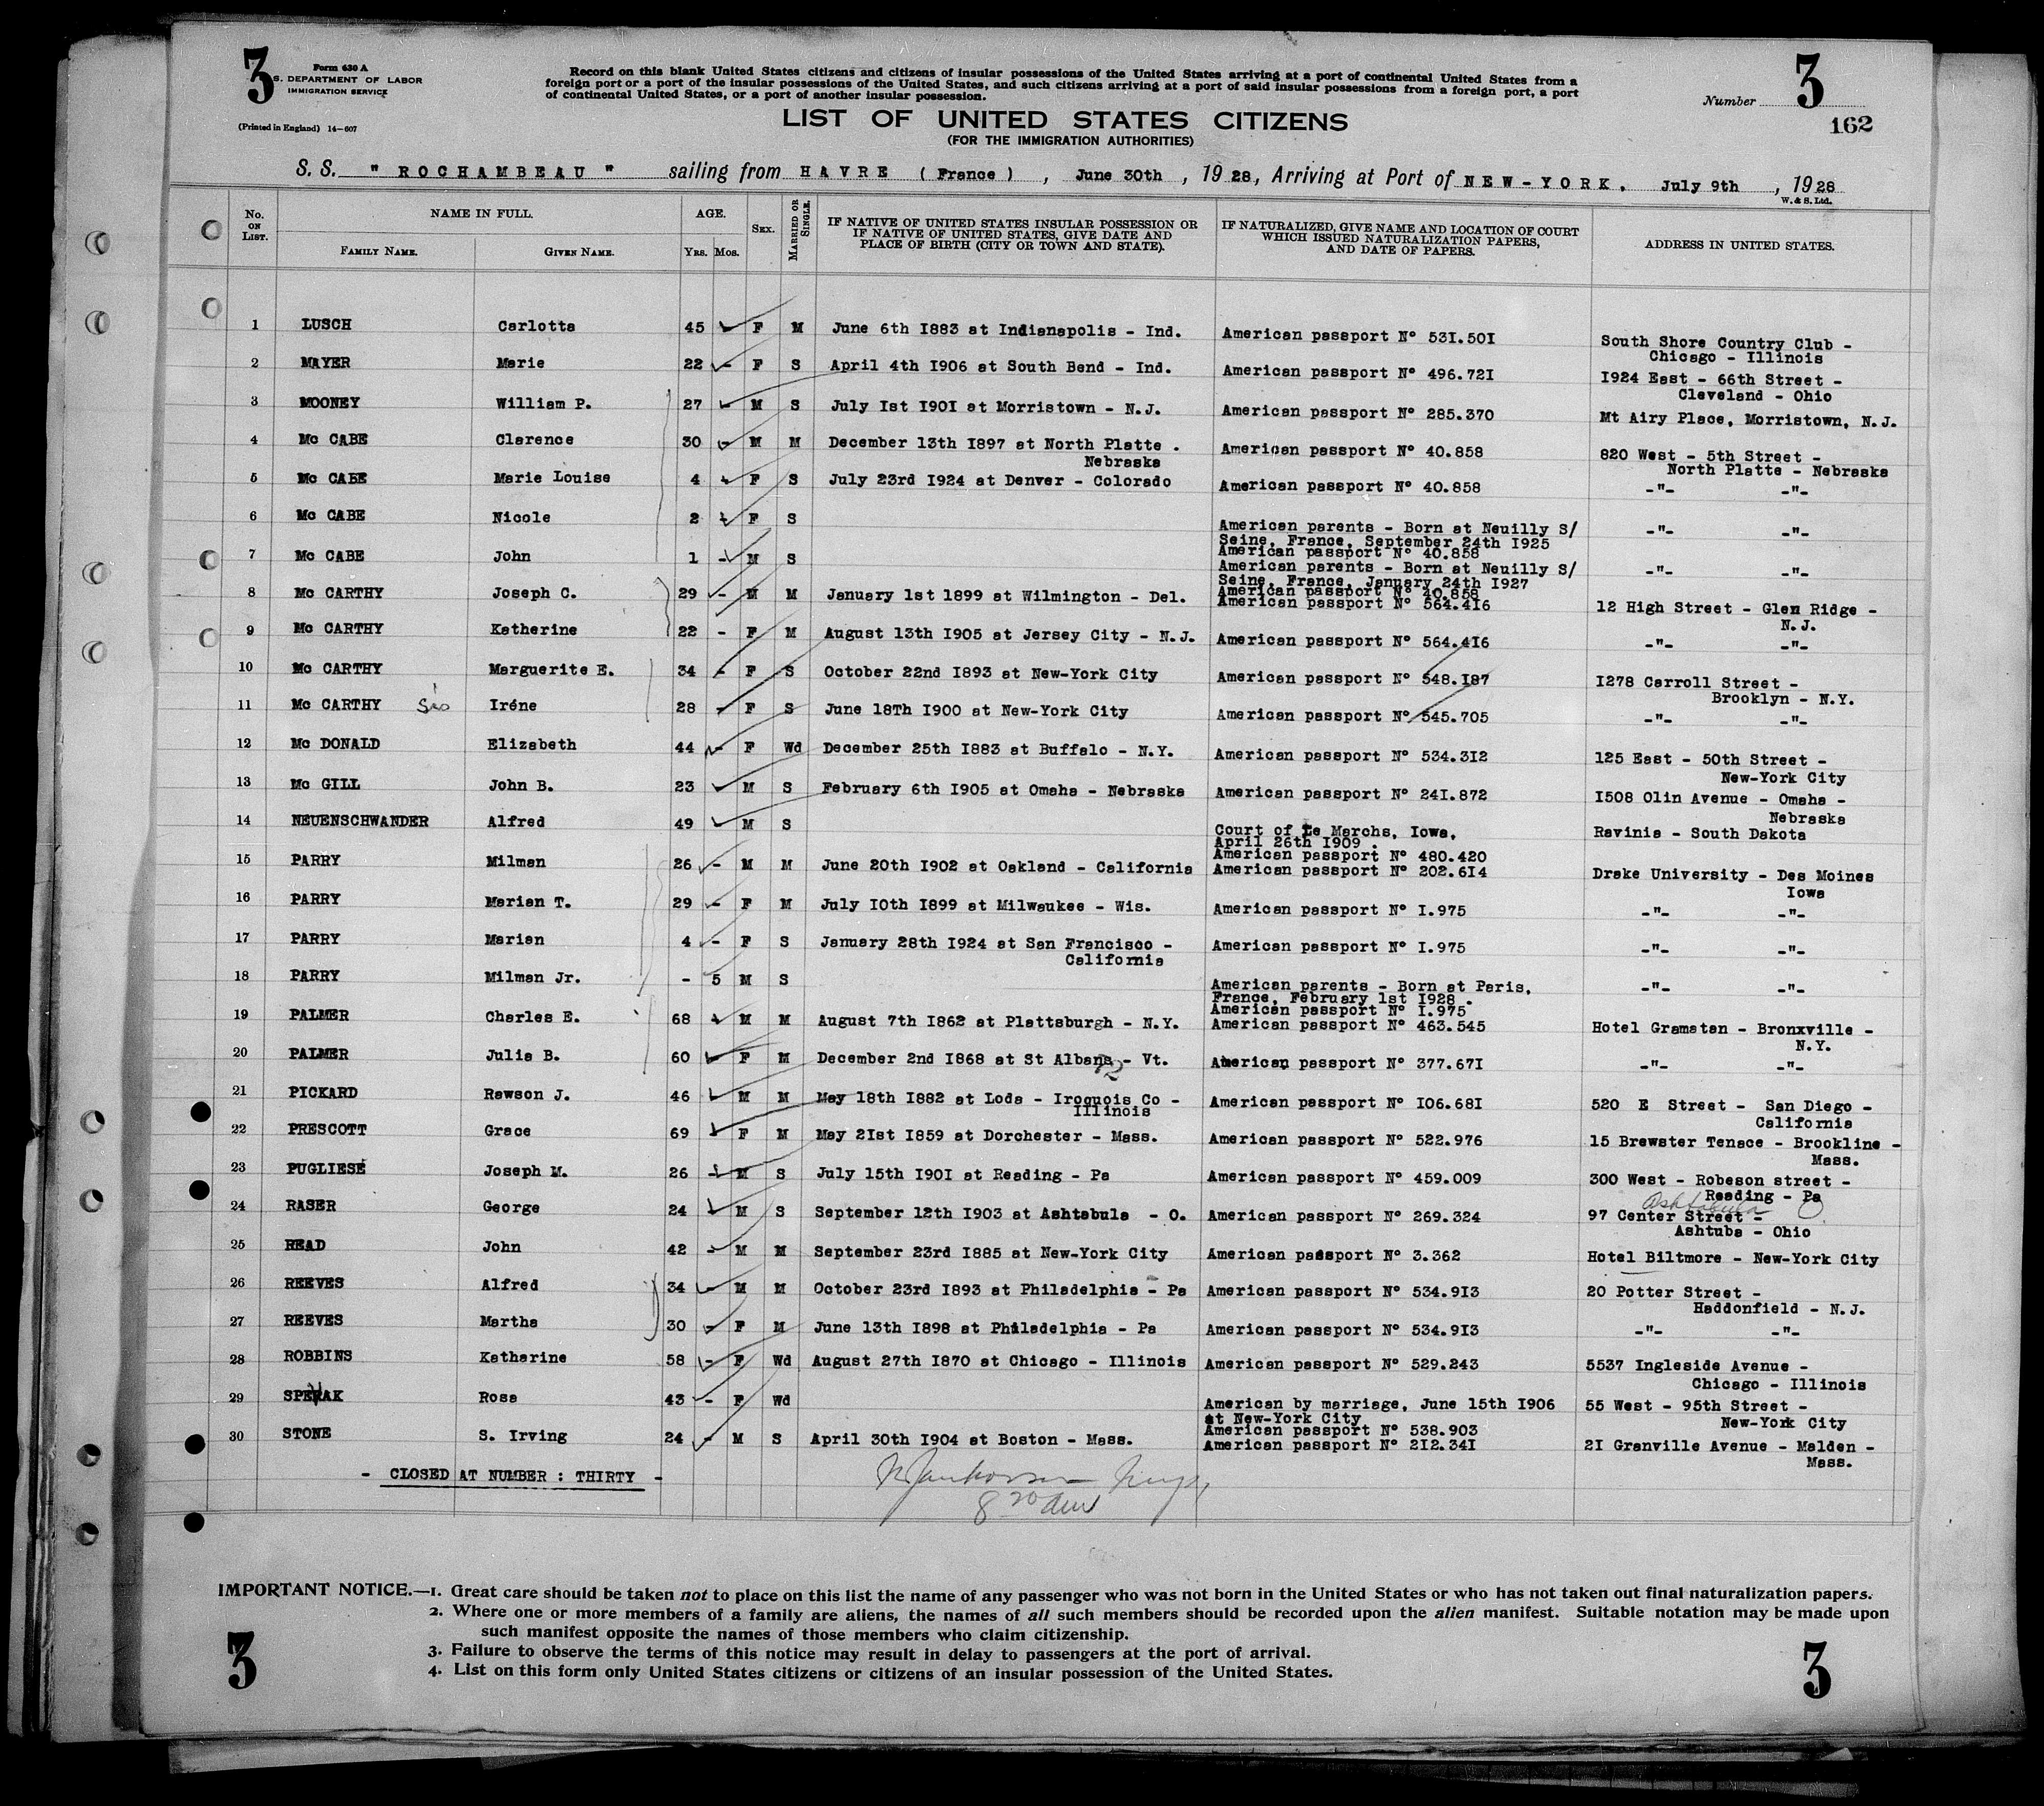 3
Form 630 A
S. DEPARTMENT OF LABOR
IMMIGRATION SERVICE
(Printed in England) 14—607
Record on this blank United States citizens and citizens of insular possessions of the United States arriving at a port of continental United States from a
foreign port or a port of the insular possessions of the United States, and such citizens arriving at a port of said insular possessions from a foreign port, a port
of continental United States, or a port of another insular possession.
Number 3
162
LIST OF UNITED STATES CITIZENS
(FOR THE IMMIGRATION AUTHORITIES)
S. S. " ROCHAMBEAU " sailing from HAVRE ( France ) , June 30th , 19 28, Arriving at Port of NEW-YORK. July 9th , 19 28
W. & S. Ltd.
No. ON LIST. NAME IN FULL. AGE. SEX. MARRIED OR SINGLE. IF NATIVE OF UNITED STATES INSULAR POSSESSION OR IF NATIVE OF UNITED STATES, GIVE DATE AND PLACE OF BIRTH (CITY OR TOWN AND STATE). IF NATURALIZED, GIVE NAME AND LOCATION OF COURT WHICH ISSUED NATURALIZATION PAPERS, AND DATE OF PAPERS. ADDRESS IN UNITED STATES.
FAMILY NAME. GIVEN NAME. YRS. MOS.
1 LUSCH Carlotta 45 - F M June 6th 1883 at Indianapolis - Ind. American passport N° 531.501 South Shore Country Club -
Chicago - Illinois
2 MAYER Marie 22 - F S April 4th 1906 at South Bend - Ind. American passport N° 496.721 1924 East - 66th Street -
Cleveland - Ohio
3 MOONEY William P. 27 - M S July 1st 1901 at Morristown - N.J. American passport N° 285.370 Mt Airy Place, Morristown, N.J.
4 Mc CABE Clarence 30 - M M December 13th 1897 at North Platte . American passport N° 40.858 820 West - 5th Street -
Nebraska North Platte - Nebraska
5 Mc CABE Marie Louise 4 - F S July 23rd 1924 at Denver - Colorado American passport N° 40.858 -"- -"-
6 Mc CABE Nicole 2 - F S American parents - Born at Neuilly S/ -"- -"-
Seine, France, September 24th 1925
American passport N° 40.858
7 Mc CABE John 1 - M S American parents - Born at Neuilly S/ -"- -"-
Seine, France, January 24th 1927
American passport N° 40.858
8 Mc CARTHY Joseph C. 29 - M M January 1st 1899 at Wilmington - Del. American passport N° 564.416 12 High Street - Glen Ridge -
N.J.
9 Mc CARTHY Katherine 22 - F M August 13th 1905 at Jersey City - N.J. American passport N° 564.416 -"- -"-
10 Mc CARTHY Marguerite E. 34 - F S October 22nd 1893 at New-York City American passport N° 548.187 1278 Carroll Street -
Brooklyn - N.Y.
11 Mc CARTHY Sis Iréne 28 - F S June 18Th 1900 at New-York City American passport N° 545.705 -"- -"-
12 Mc DONALD Elizabeth 44 - F Wd December 25th 1883 at Buffalo - N.Y. American passport N° 534.312 125 East - 50th Street -
New-York City
13 Mc GILL John B. 23 - M S February 6th 1905 at Omaha - Nebraska American passport N° 241.872 1508 Olin Avenue - Omaha -
Nebraska
14 NEUENSCHWANDER Alfred 49 - M S Court of Le Marchs, Iowa, Ravinia - South Dakota
April 26th 1909 .
American passport N° 480.420
15 PARRY Milman 26 - M M June 20th 1902 at Oakland - California American passport N° 202.614 Drake University - Des Moines
Iowa
16 PARRY Marian T. 29 - F M July 10th 1899 at Milwaukee - Wis. American passport N° 1.975 -"- -"-
17 PARRY Marian 4 - F S January 28th 1924 at San Francisco - American passport N° 1.975 -"- -"-
California
18 PARRY Milman Jr. - 5 M S American parents - Born at Paris, -"- -"-
France, February 1st 1928 .
American passport N° 1.975
19 PALMER Charles E. 68 - M M August 7th 1862 at Plattsburgh - N.Y. American passport N° 463.545 Hotel Gramatan - Bronxville -
N.Y.
20 PALMER Julia B. 60 - F M December 2nd 1868 at St Albans - Vt. American passport N° 377.671 -"- -"-
21 PICKARD Rawson J. 46 - M M May 18th 1882 at Loda - Iroquois Co - American passport N° 106.681 520 E Street - San Diego -
Illinois California
22 PRESCOTT Grace 69 - F M May 21st 1859 at Dorchester - Mass. American passport N° 522.976 15 Brewster Tenace - Brookline -
Mass.
23 PUGLIESE Joseph M. 26 - M S July 15th 1901 at Reading - Pa American passport N° 459.009 300 West - Robeson street -
Reading - Pa
24 RASER George 24 - M S September 12th 1903 at Ashtabula - O. American passport N° 269.324 97 Center Street -
Ashtabula O
Ashtuba - Ohio
25 READ John 42 - M M September 23rd 1885 at New-York City American passport N° 3.362 Hotel Biltmore - New-York City
26 REEVES Alfred 34 - M M October 23rd 1893 at Philadelphia - Pa American passport N° 534.913 20 Potter Street -
Haddonfield - N.J.
27 REEVES Martha 30 - F M June 13th 1898 at Philadelphia - Pa American passport N° 534.913 -"- -"-
28 ROBBINS Katharine 58 - F Wd August 27th 1870 at Chicago - Illinois American passport N° 529.243 5537 Ingleside Avenue -
Chicago - Illinois
29 SPEVAK Rosa 43 - F Wd American by marriage, June 15th 1906 55 West - 95th Street -
at New-York City New-York City
American passport N° 538.903
30 STONE S. Irving 24 - M S April 30th 1904 at Boston - Mass. American passport N° 212.341 21 Granville Avenue - Malden -
Mass.
- CLOSED AT NUMBER : THIRTY -
IMPORTANT NOTICE.—1. Great care should be taken not to place on this list the name of any passenger who was not born in the United States or who has not taken out final naturalization papers.
2. Where one or more members of a family are aliens, the names of all such members should be recorded upon the alien manifest. Suitable notation may be made upon
such manifest opposite the names of those members who claim citizenship.
3. Failure to observe the terms of this notice may result in delay to passengers at the port of arrival.
4. List on this form only United States citizens or citizens of an insular possession of the United States.
3
3